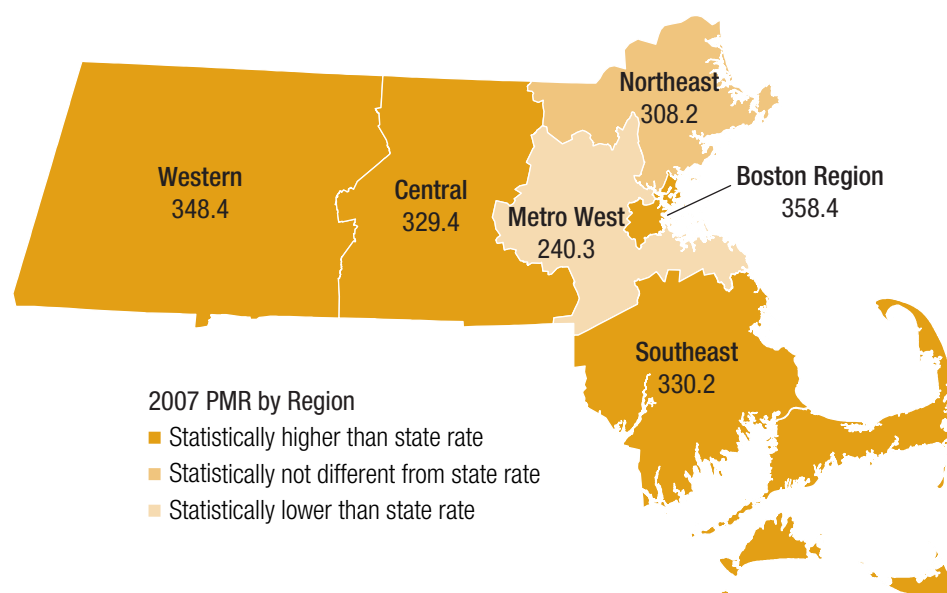 Northeast
308.2
Western
348.4
Central
329.4
Metro West
240.3
Boston Region
358.4
Southeast
330.2
2007 PMR by Region
Statistically higher than state rate
Statistically not different from state rate
Statistically lower than state rate